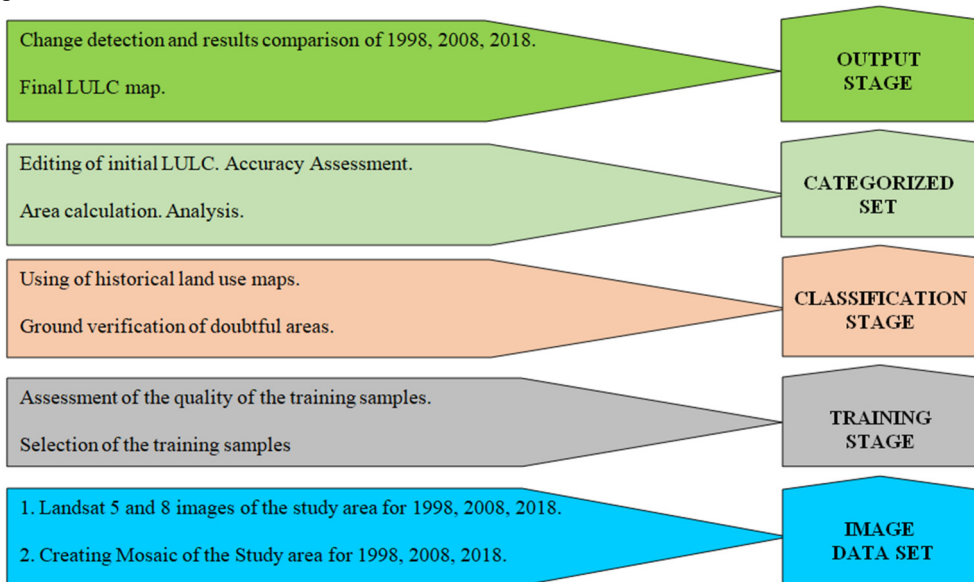 Change detection and results comparison of 1998, 2008, 2018.
Final LULC map.
OUTPUT
STAGE
Editing of initial LULC. Accuracy Assessment.
Area calculation. Analysis.
CATEGORIZED
SET
Using of historical land use maps.
Ground verification of doubtful areas.
CLASSIFICATION
STAGE
Assessment of the quality of the training samples.
Selection of the training samples
TRAINING
STAGE
1. Landsat 5 and 8 images of the study area for 1998, 2008, 2018.
2. Creating Mosaic of the Study area for 1998, 2008, 2018.
IMAGE
DATA SET